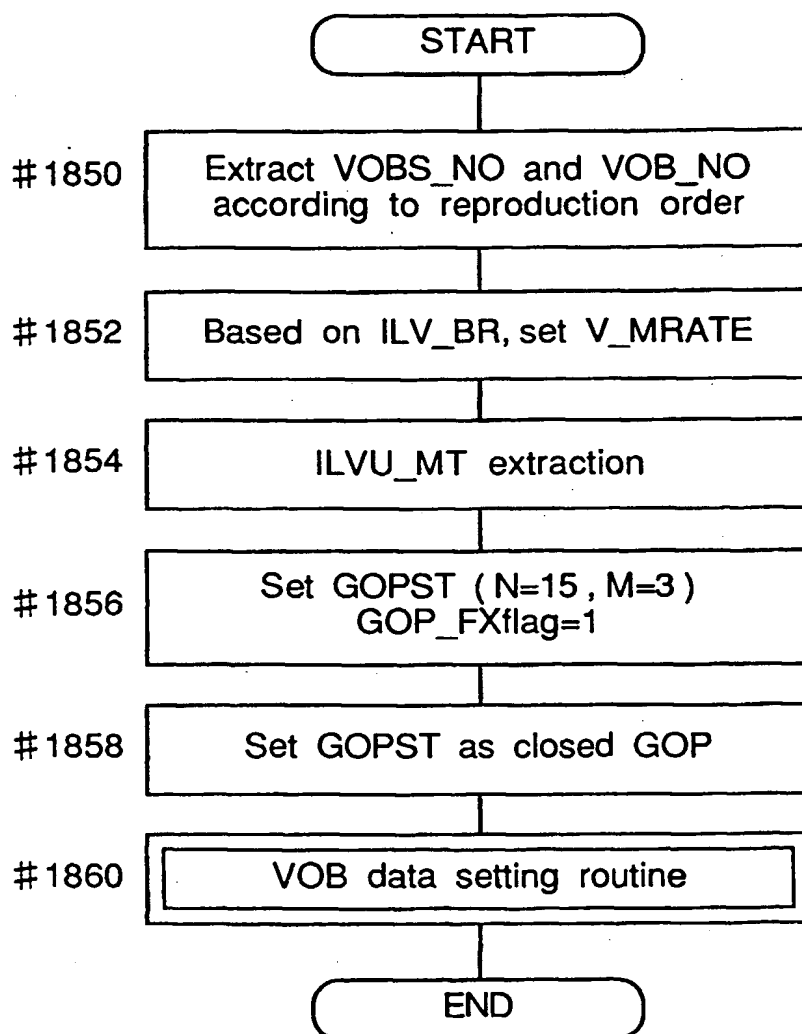 START
#1850
Extract VOBS_NO and VOB_NO
according to reproduction order
#1852
Based on ILV_BR, set V_MRATE
#1854
ILVU_MT extraction
#1856
Set GOPST (N=15, M=3)
GOP_FXflag=1
#1858
Set GOPST as closed GOP
#1860
VOB data setting routine
END